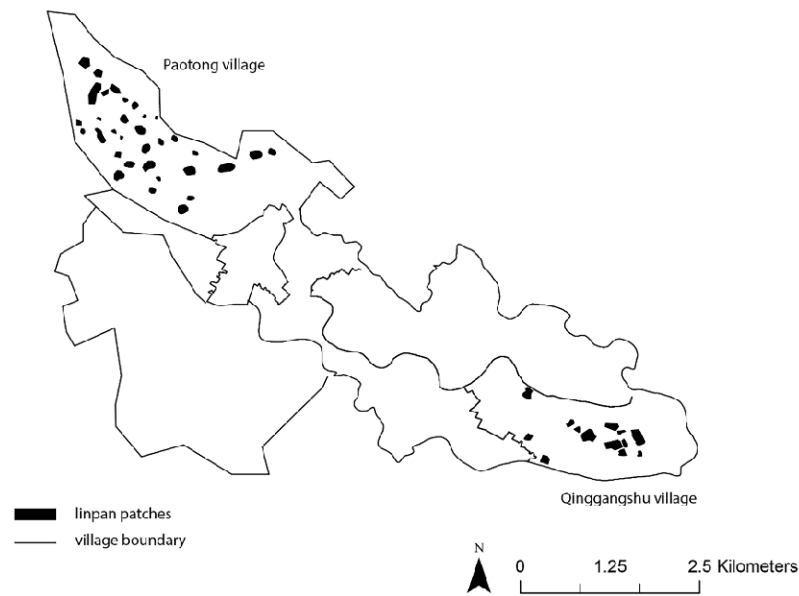 Paotong village
Qinggangshu village
linpan patches
village boundary
N
0 1.25 2.5 Kilometers